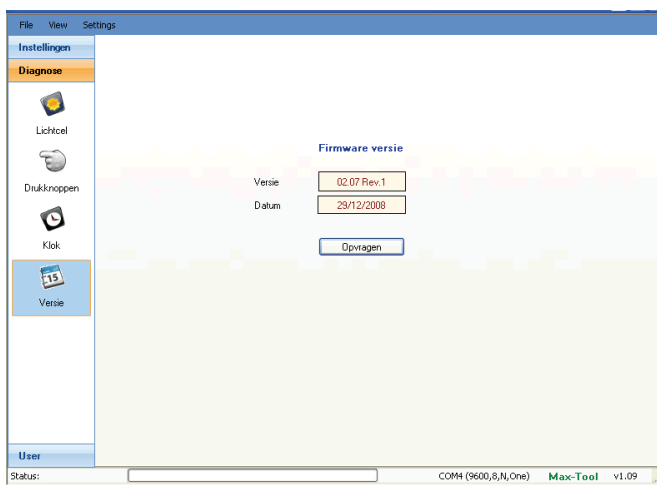 File View Settings
Instellingen
Diagnose
Lichtcel
Drukknoppen
Klok
15
Versie
Firmware versie
Versie 02.07 Rev.1
Datum 29/12/2008
Opvragen
User
Status: COM4 (9600,8,N,One) Max-Tool v1.09